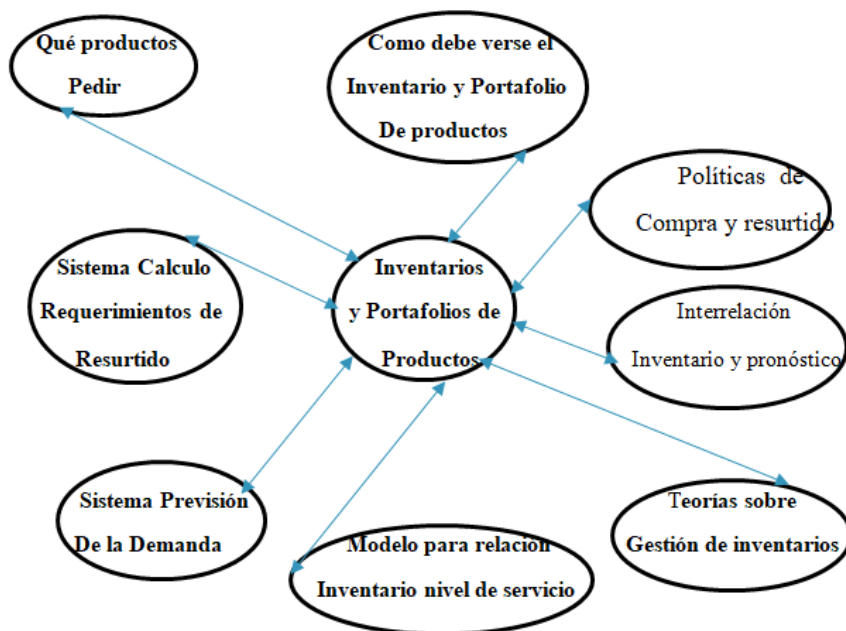 Qué productos
Pedir
Como debe verse el
Inventario y Portafolio
De productos
Políticas de
Compra y resurtido
Sistema Calculo
Requerimientos de
Resurtido
Inventarios
y Portafolios de
Productos
Interrelación
Inventario y pronóstico
Sistema Previsión
De la Demanda
Modelo para relación
Inventario nivel de servicio
Teorías sobre
Gestión de inventarios